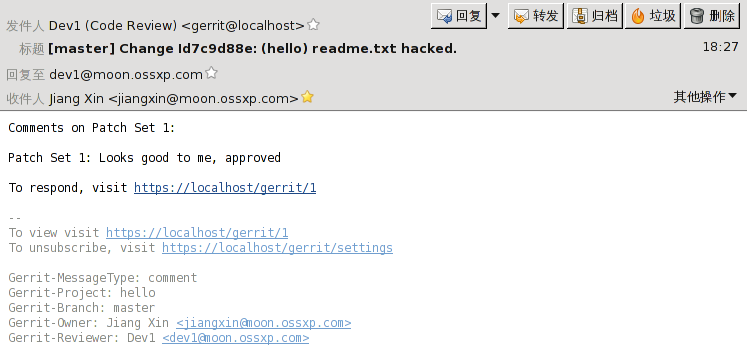 发件人 Dev1 (Code Review) <gerrit@localhost> 回复 转发 归档 垃圾 删除
标题 [master] Change Id7c9d88e: (hello) readme.txt hacked. 18:27
回复至 dev1@moon.ossxp.com
收件人 Jiang Xin <jiangxin@moon.ossxp.com> 其他操作
Comments on Patch Set 1:
Patch Set 1: Looks good to me, approved
To respond, visit https://localhost/gerrit/1
--
To view visit https://localhost/gerrit/1
To unsubscribe, visit https://localhost/gerrit/settings
Gerrit-MessageType: comment
Gerrit-Project: hello
Gerrit-Branch: master
Gerrit-Owner: Jiang Xin <jiangxin@moon.ossxp.com>
Gerrit-Reviewer: Dev1 <dev1@moon.ossxp.com>